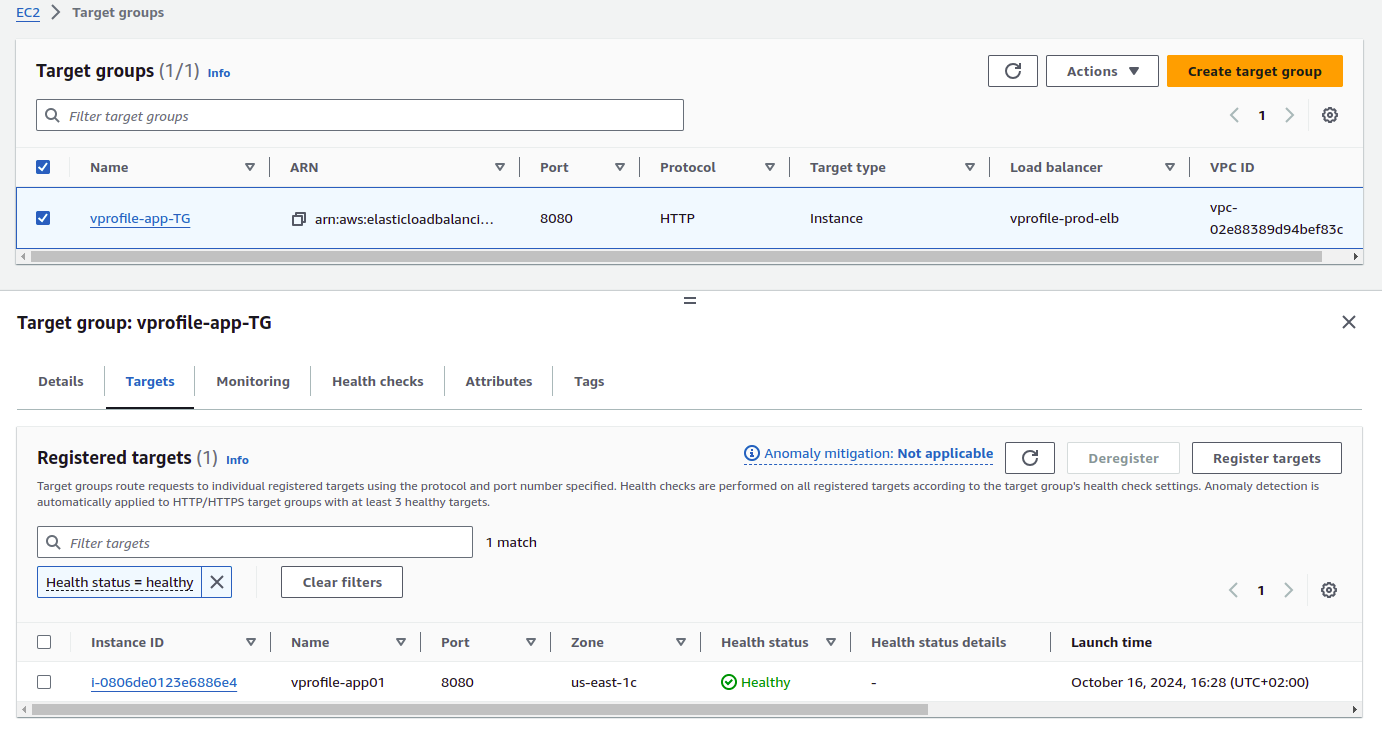 EC2 Target groups
Target groups (1/1) Info
Actions
Create target group
Filter target groups
1
Name ARN Port Protocol Target type Load balancer VPC ID
vprofile-app-TG arn:aws:elasticloadbalanci... 8080 HTTP Instance vprofile-prod-elb vpc-
02e88389d94bef83c
Target group: vprofile-app-TG
Details Targets Monitoring Health checks Attributes Tags
Registered targets (1) Info
Anomaly mitigation: Not applicable
Deregister
Register targets
Target groups route requests to individual registered targets using the protocol and port number specified. Health checks are performed on all registered targets according to the target group's health check settings. Anomaly detection is
automatically applied to HTTP/HTTPS target groups with at least 3 healthy targets.
Filter targets
1 match
Health status = healthy
Clear filters
1
Instance ID Name Port Zone Health status Health status details Launch time
i-0806de0123e6886e4 vprofile-app01 8080 us-east-1c Healthy - October 16, 2024, 16:28 (UTC+02:00)